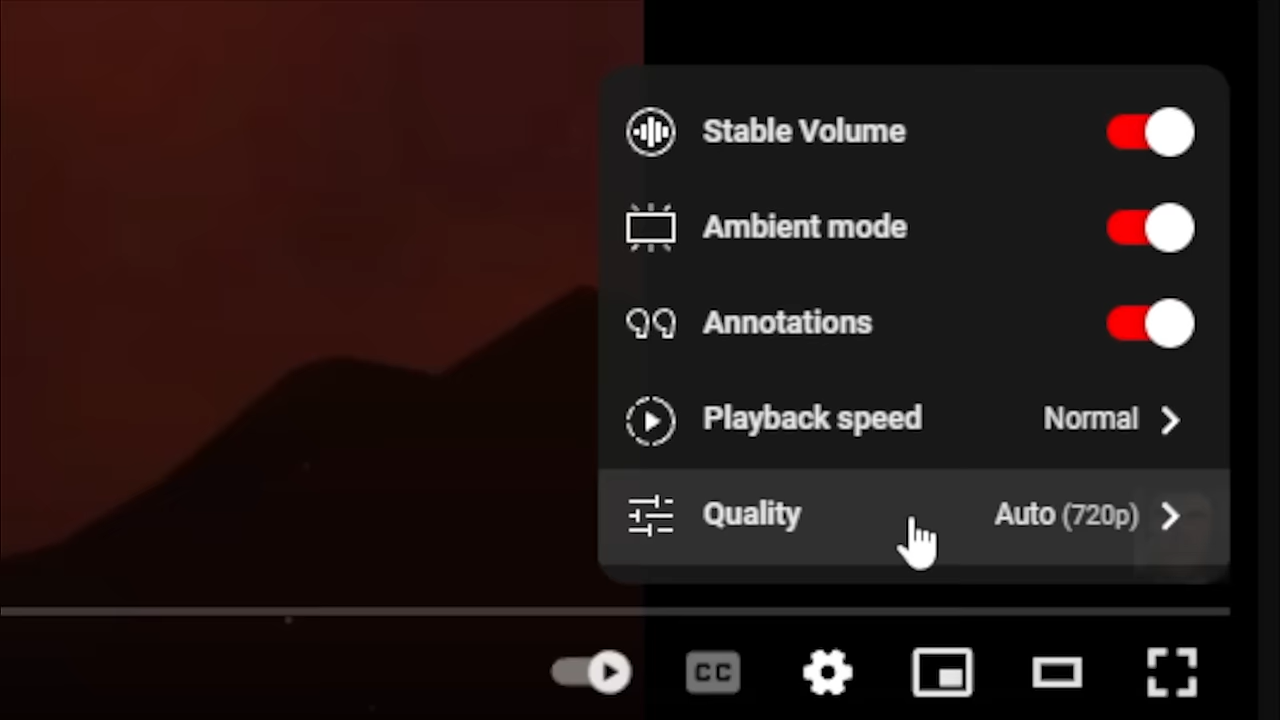 Stable Volume
Ambient mode
Annotations
Playback speed Normal
Quality Auto (720p)
CC